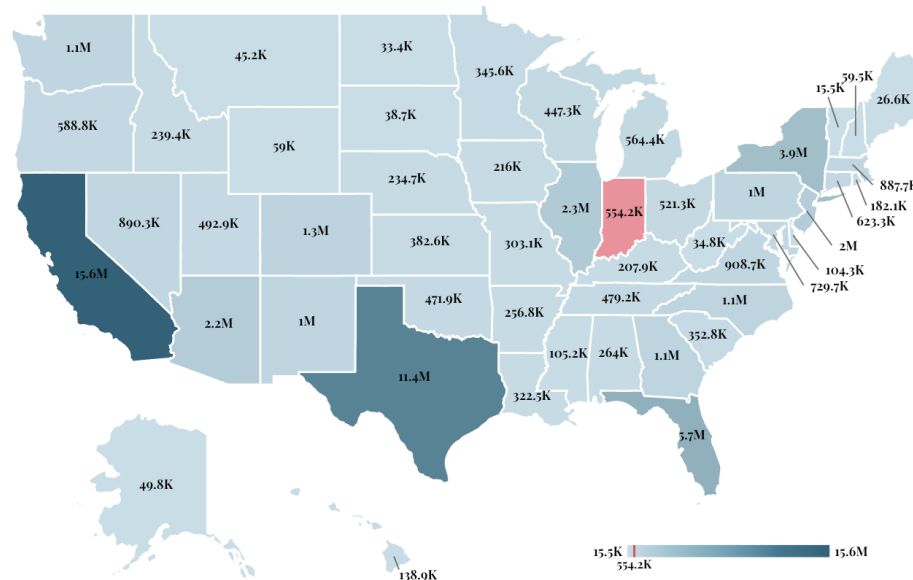 1.1M
45.2K
33.4K
345.6K
59.5K
15.5K
26.6K
588.8K
239.4K
38.7K
447.3K
564.4K
3.9M
59K
887.7K
182.1K
623.3K
216K
234.7K
1M
890.3K
492.9K
1.3M
2.3M
554.2K
521.3K
2M
382.6K
303.1K
34.8K
908.7K
104.3K
729.7K
207.9K
15.6M
2.2M
1M
471.9K
256.8K
479.2K
1.1M
352.8K
105.2K
264K
1.1M
11.4M
322.5K
5.7M
49.8K
138.9K
15.5K
15.6M
554.2K